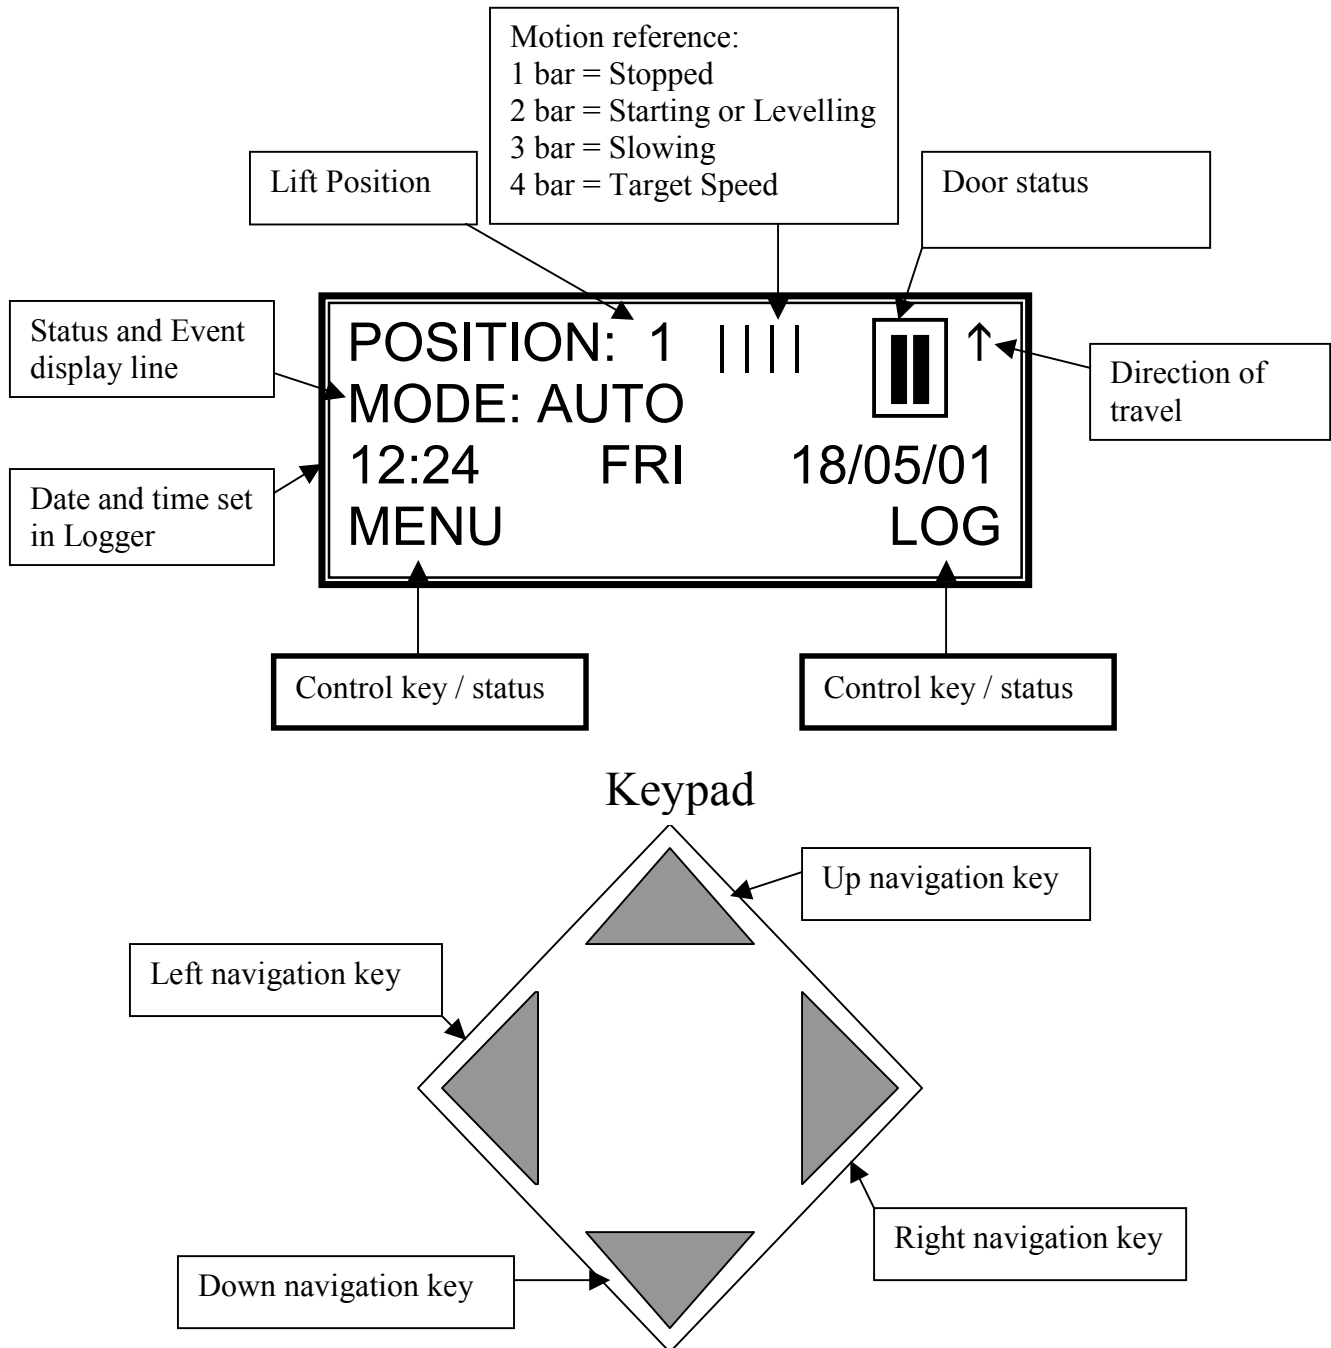 Motion reference:
1 bar = Stopped
2 bar = Starting or Levelling
3 bar = Slowing
4 bar = Target Speed
Lift Position
Door status
Status and Event
display line
Direction of
travel
Date and time set
in Logger
POSITION: 1 |||| ↑
MODE: AUTO
12:24 FRI 18/05/01
MENU LOG
Control key / status
Control key / status
Keypad
Up navigation key
Left navigation key
Right navigation key
Down navigation key